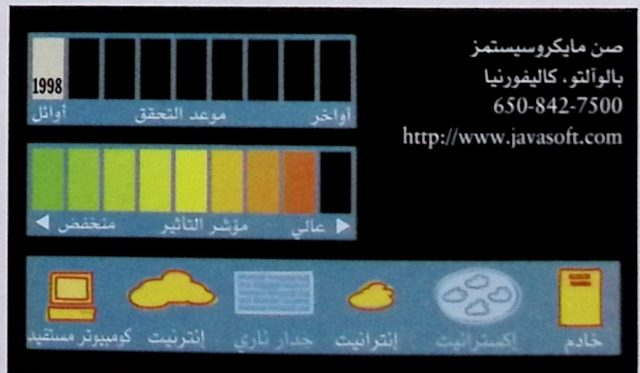 صن مايكروسيستمز
بالوآلتو، كاليفورنيا
650-842-7500
http://www.javasoft.com
1998
أواخر موعد التحقق أوائل
عالي مؤشر التأثير منخفض
خادم إكسترانيت إنترانيت جدار ناري إنترنيت كومبيوتر مستفيد